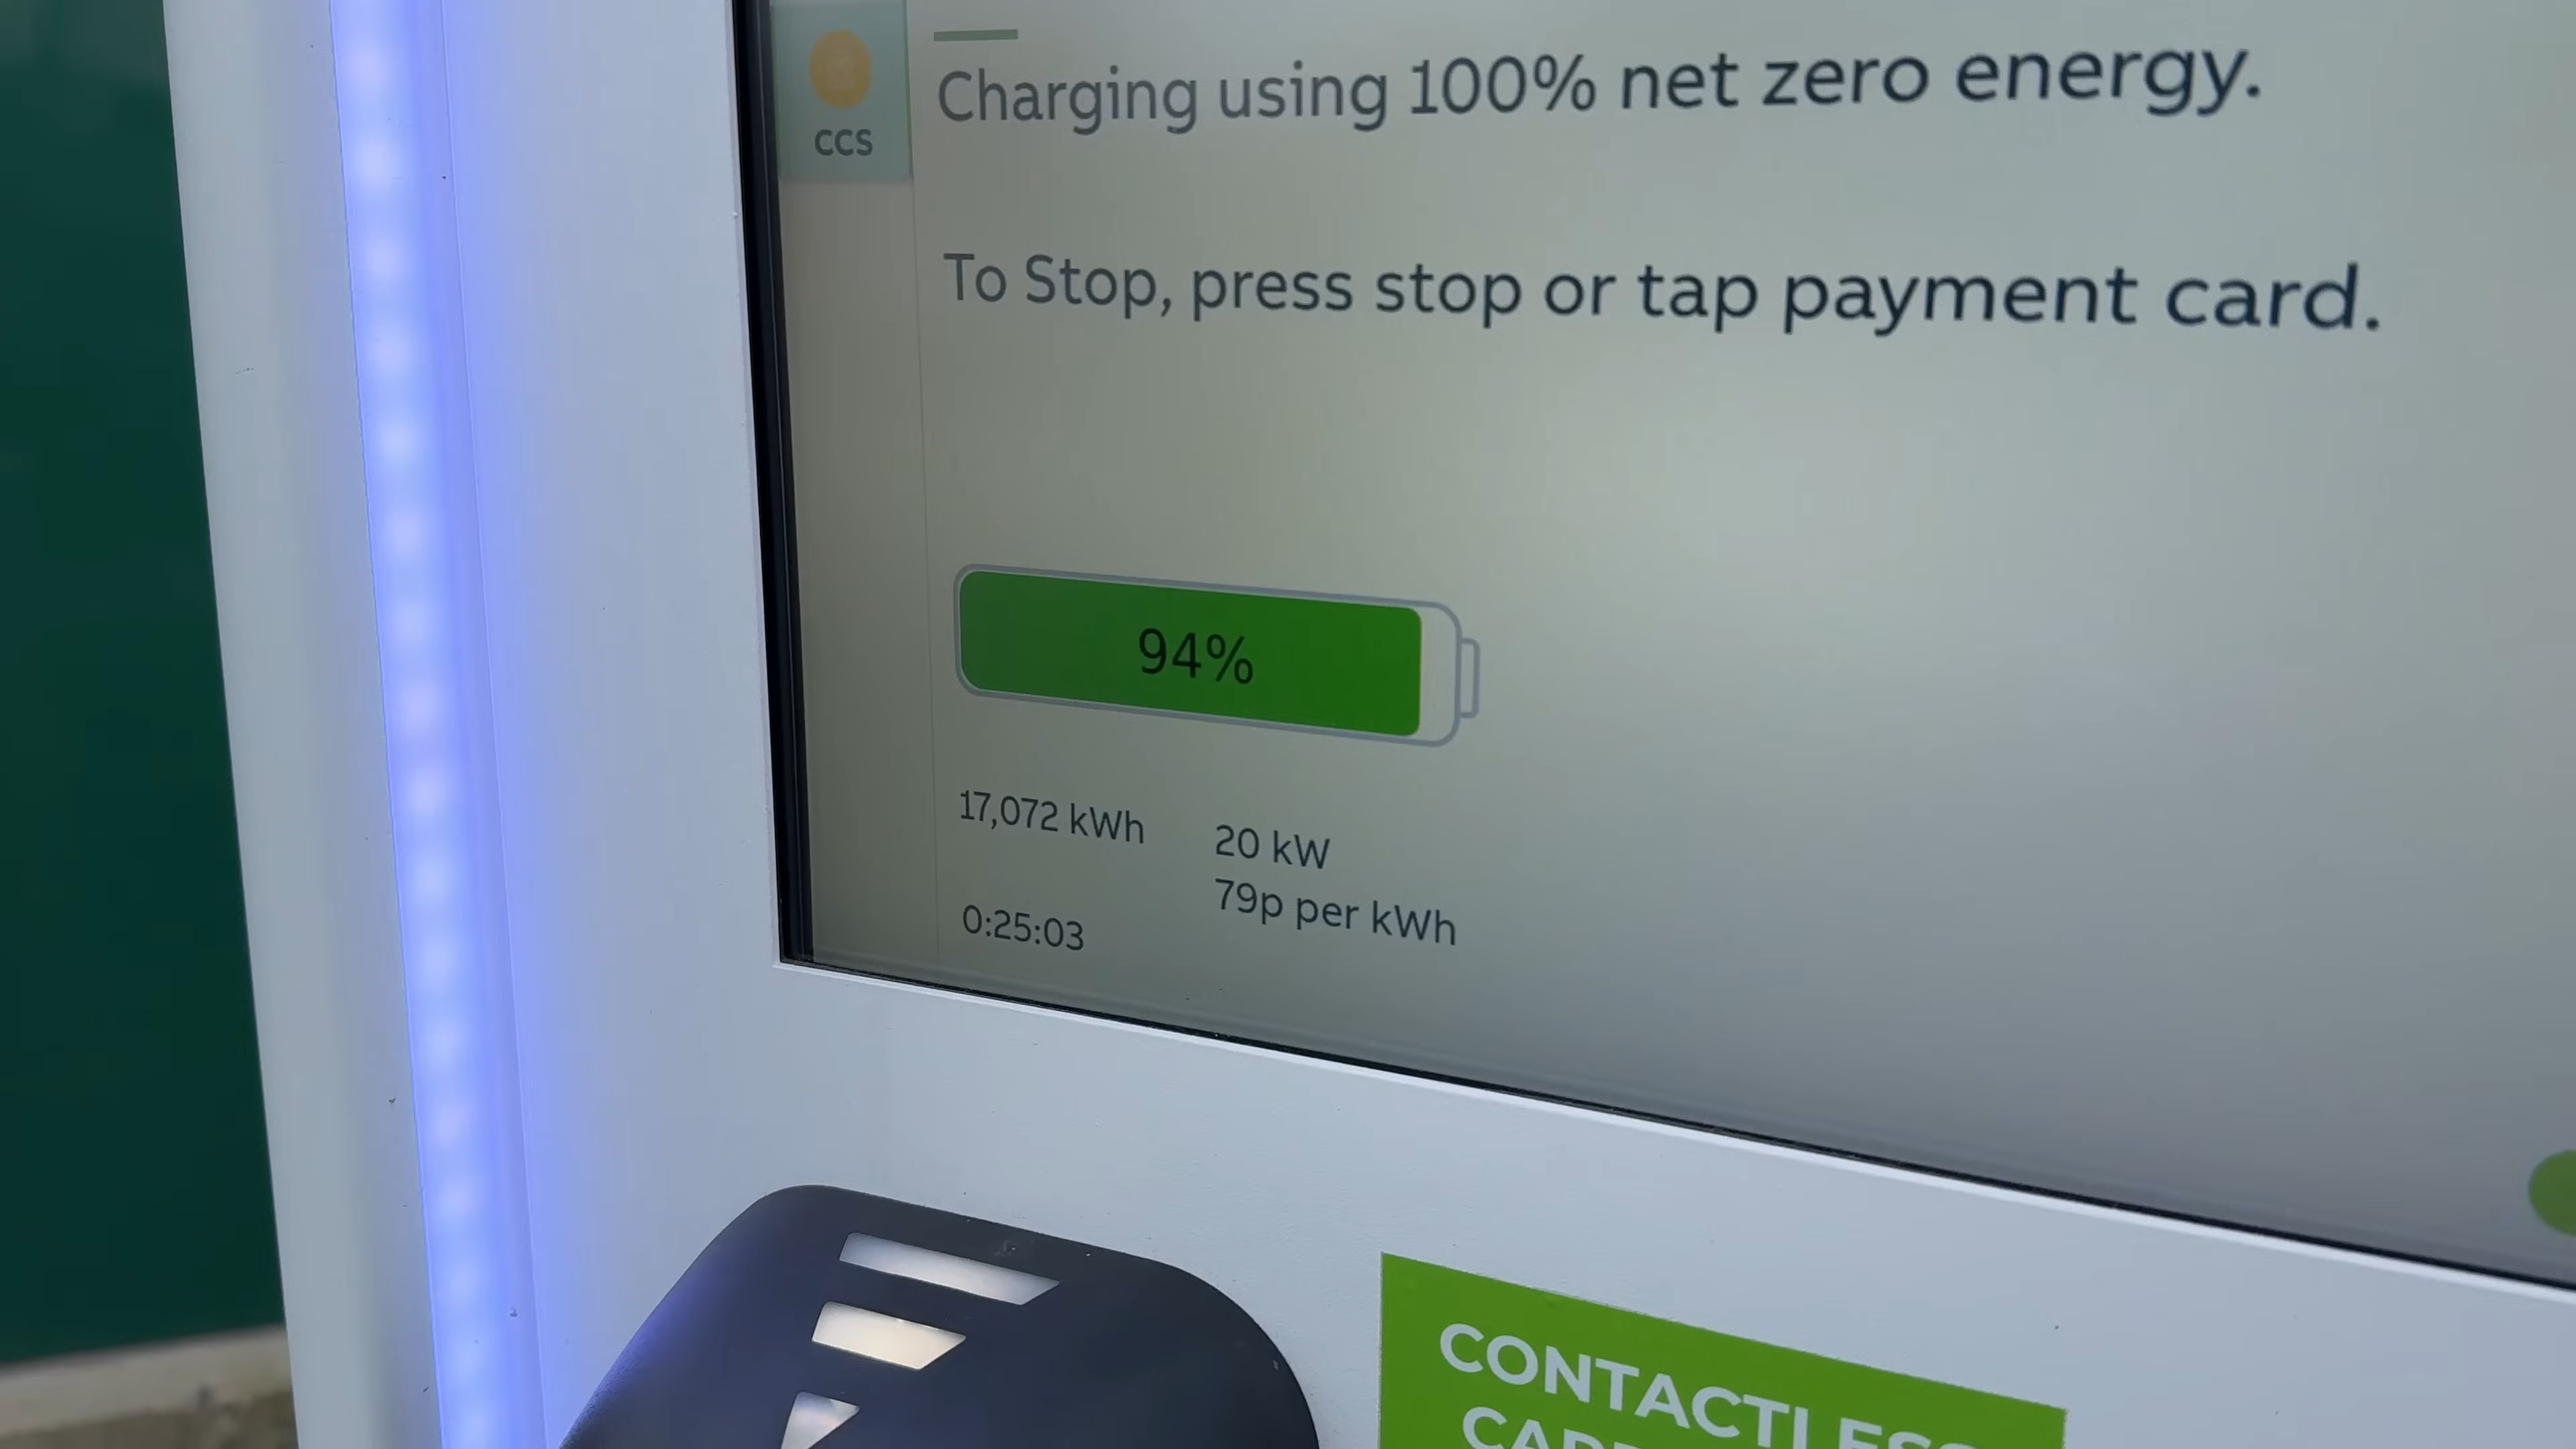 CCS
Charging using 100% net zero energy.
To Stop, press stop or tap payment card.
94%
17,072 kWh
20 kW
79p per kWh
0:25:03
CONTACTLESS